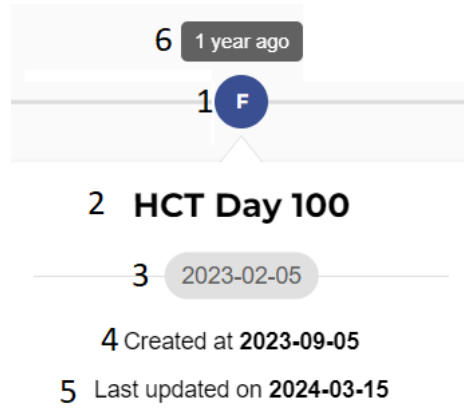 6 1 year ago
1 F
2 HCT Day 100
3 2023-02-05
4 Created at 2023-09-05
5 Last updated on 2024-03-15